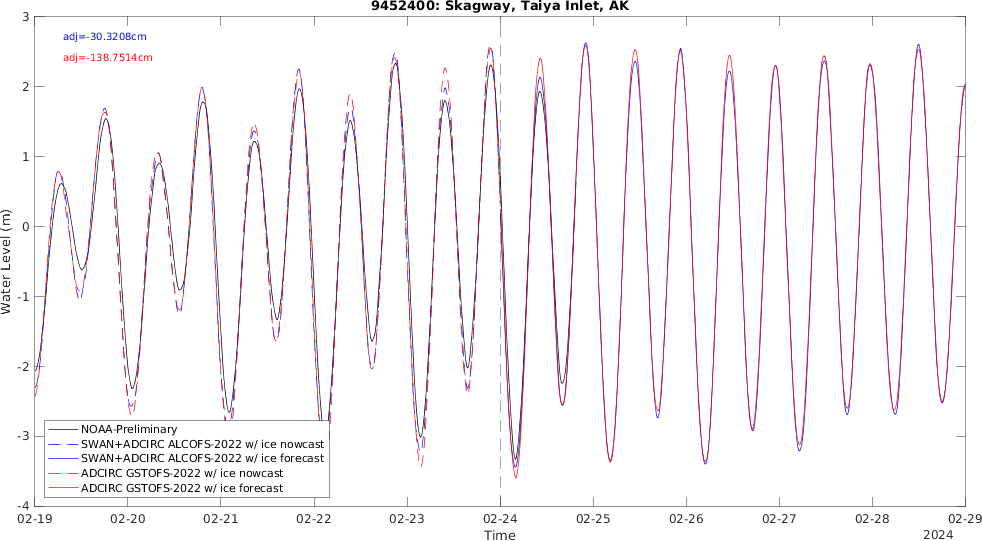 9452400: Skagway, Taiya Inlet, AK
adj=-30.3208cm
adj=-138.7514cm
Water Level (m)
3
2
1
0
-1
-2
-3
-4
NOAA-Preliminary
SWAN+ADCIRC ALCOFS-2022 w/ ice nowcast
SWAN+ADCIRC ALCOFS-2022 w/ ice forecast
ADCIRC GSTOFS-2022 w/ ice nowcast
ADCIRC GSTOFS-2022 w/ ice forecast
02-19 02-20 02-21 02-22 02-23 02-24 02-25 02-26 02-27 02-28 02-29
Time
2024